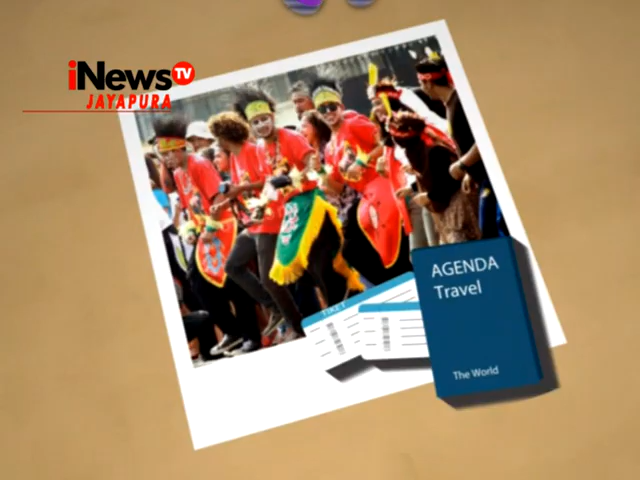 iNews TV
JAYAPURA
AGENDA
Travel
TIKET
The World